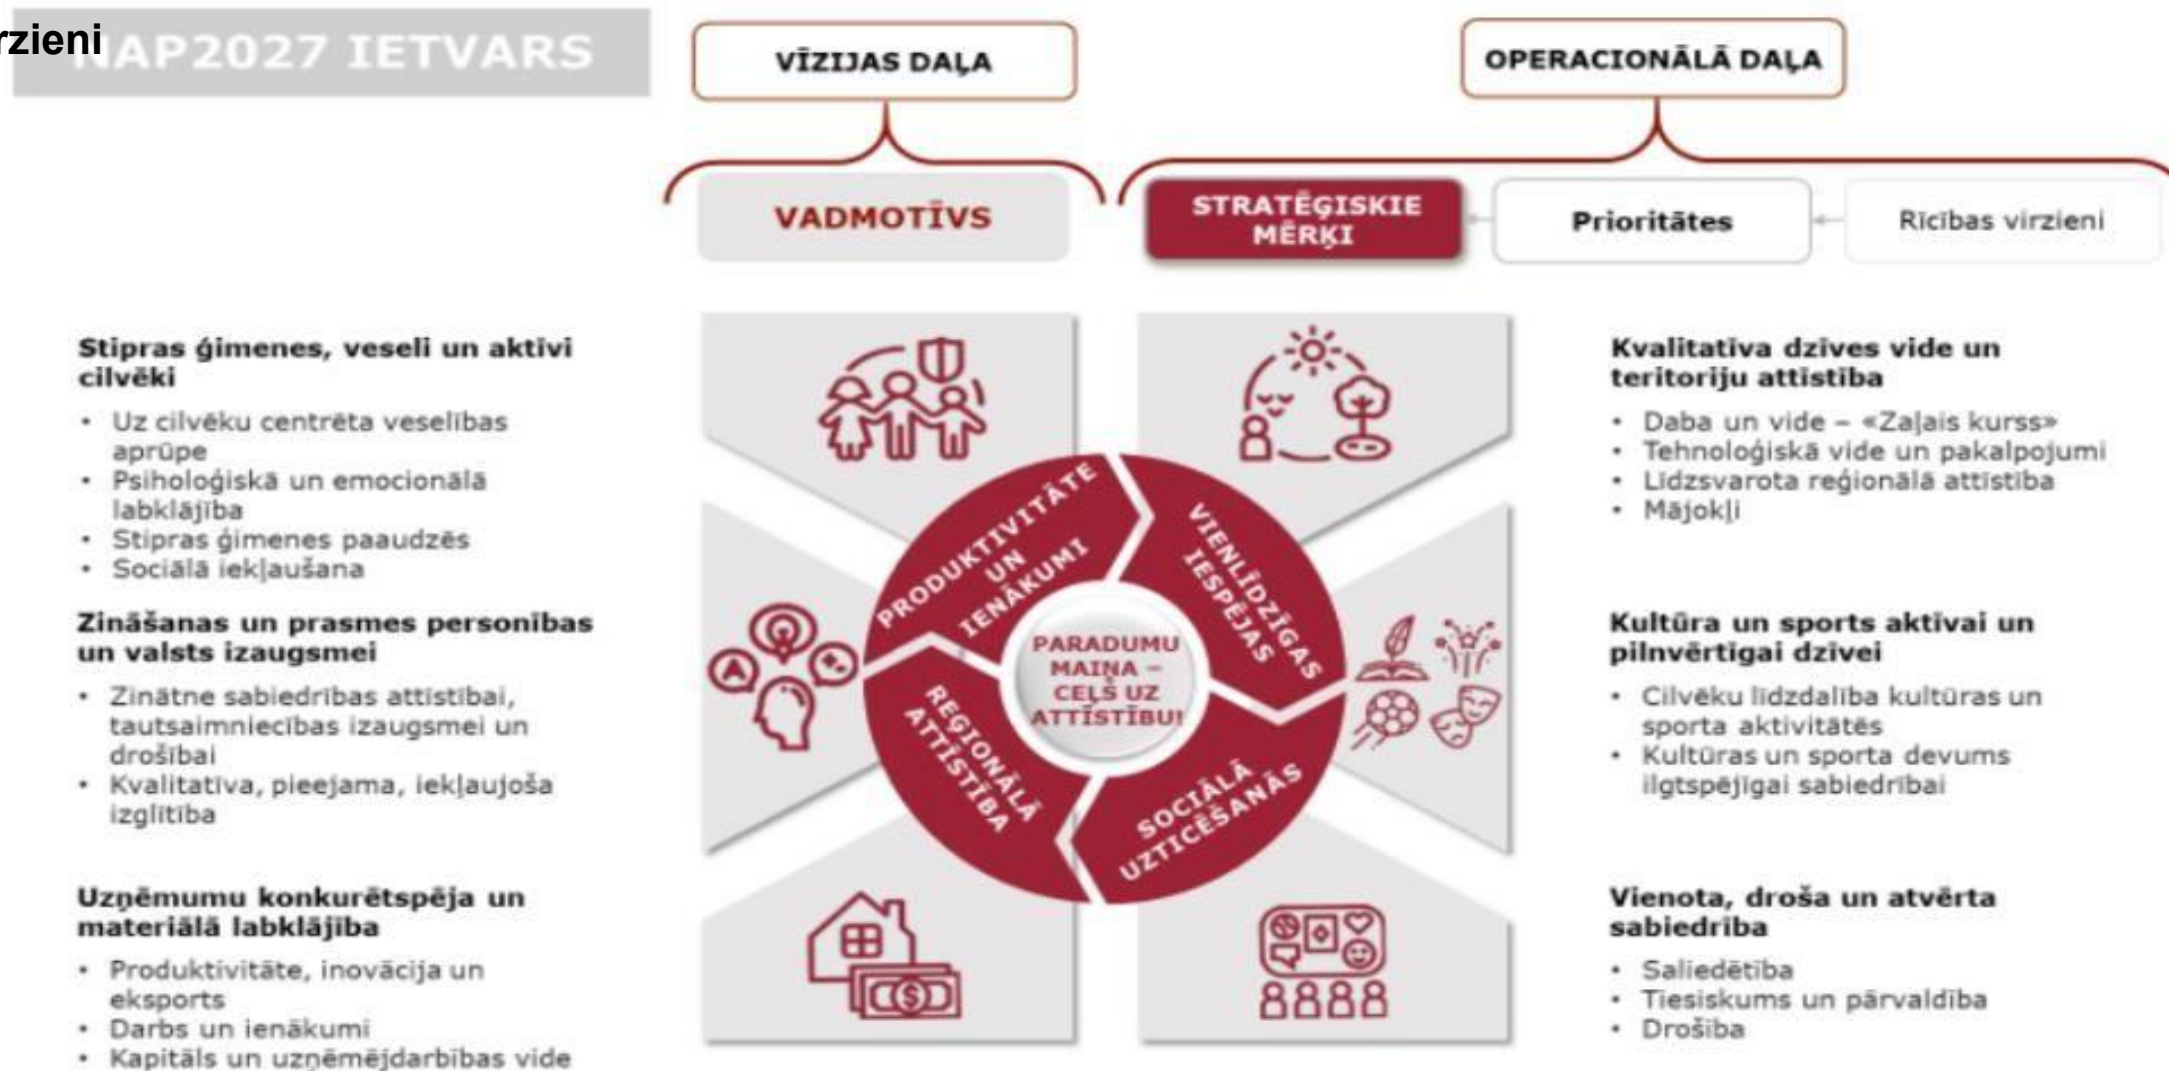 rzieni
NAP2027 IETVARS
VĪZIJAS DAĻA
OPERACIONĀLĀ DAĻA
VADMOTĪVS
STRATĒĢISKIE
MĒRĶI
Prioritātes
Rīcības virzieni
Stipras ģimenes, veseli un aktīvi
cilvēki
• Uz cilvēku centrēta veselības
aprūpe
• Psiholoģiskā un emocionālā
labklājība
• Stipras ģimenes paaudzēs
• Sociālā iekļaušana
Zināšanas un prasmes personības
un valsts izaugsmei
• Zinātne sabiedrības attīstībai,
tautsaimniecības izaugsmei un
drošībai
• Kvalitatīva, pieejama, iekļaujoša
izglītība
Uzņēmumu konkurētspēja un
materiālā labklājība
• Produktivitāte, inovācija un
eksports
• Darbs un ienākumi
• Kapitāls un uzņēmējdarbības vide
PRODUKTIVITĀTE
UN
IENĀKUMI
VIENLĪDZĪGAS
IESPĒJAS
REĢIONĀLĀ
ATTĪSTĪBA
SOCIĀLĀ
UZTICĒŠANĀS
PARADUMU
MAIŅA –
CEĻŠ UZ
ATTĪSTĪBU!
A
$
Kvalitatīva dzīves vide un
teritoriju attīstība
• Daba un vide – «Zaļais kurss»
• Tehnoloģiskā vide un pakalpojumi
• Līdzsvarota reģionālā attīstība
• Mājokļi
Kultūra un sports aktīvai un
pilnvērtīgai dzīvei
• Cilvēku līdzdalība kultūras un
sporta aktivitātēs
• Kultūras un sporta devums
ilgtspējīgai sabiedrībai
Vienota, droša un atvērta
sabiedrība
• Saliedētība
• Tiesiskums un pārvaldība
• Drošība